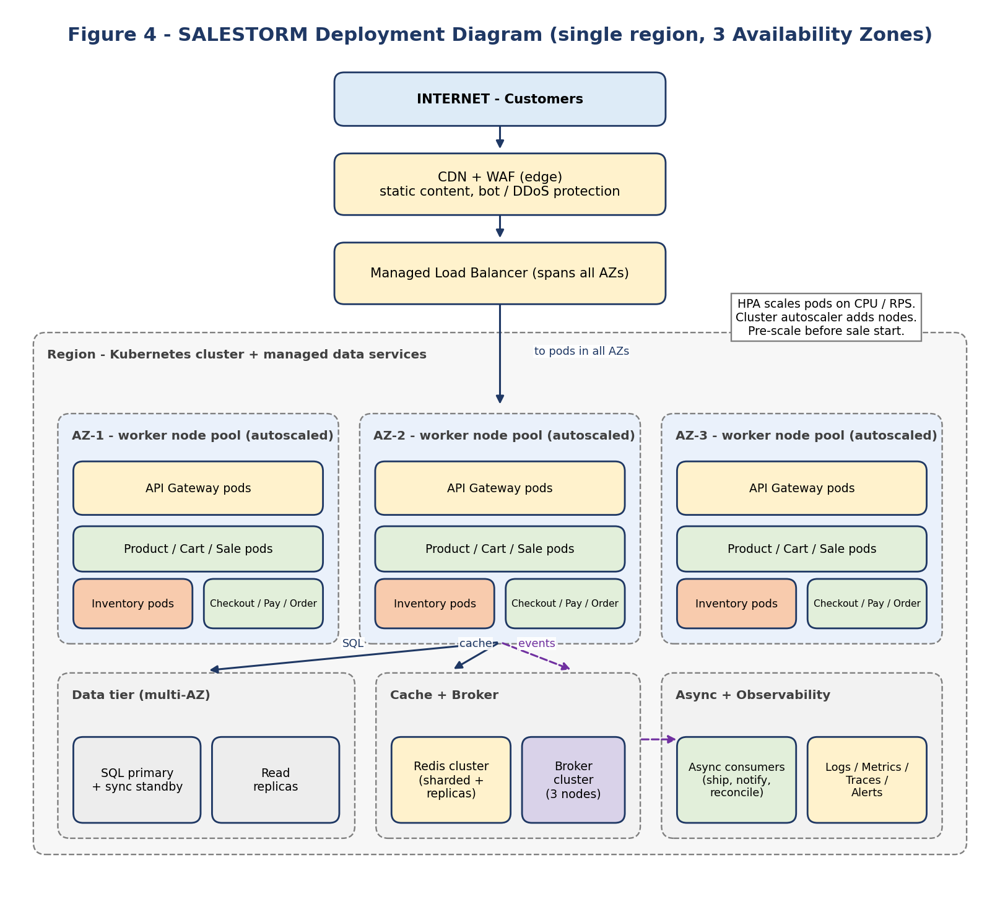 Figure 4 - SALESTORM Deployment Diagram (single region, 3 Availability Zones)
INTERNET - Customers
CDN + WAF (edge)
static content, bot / DDoS protection
Managed Load Balancer (spans all AZs)
HPA scales pods on CPU / RPS.
Cluster autoscaler adds nodes.
Pre-scale before sale start.
Region - Kubernetes cluster + managed data services
to pods in all AZs
AZ-1 - worker node pool (autoscaled)
API Gateway pods
Product / Cart / Sale pods
Inventory pods
Checkout / Pay / Order
AZ-2 - worker node pool (autoscaled)
API Gateway pods
Product / Cart / Sale pods
Inventory pods
Checkout / Pay / Order
AZ-3 - worker node pool (autoscaled)
API Gateway pods
Product / Cart / Sale pods
Inventory pods
Checkout / Pay / Order
SQL
cache
events
Data tier (multi-AZ)
SQL primary
+ sync standby
Read
replicas
Cache + Broker
Redis cluster
(sharded +
replicas)
Broker
cluster
(3 nodes)
Async + Observability
Async consumers
(ship, notify,
reconcile)
Logs / Metrics /
Traces /
Alerts